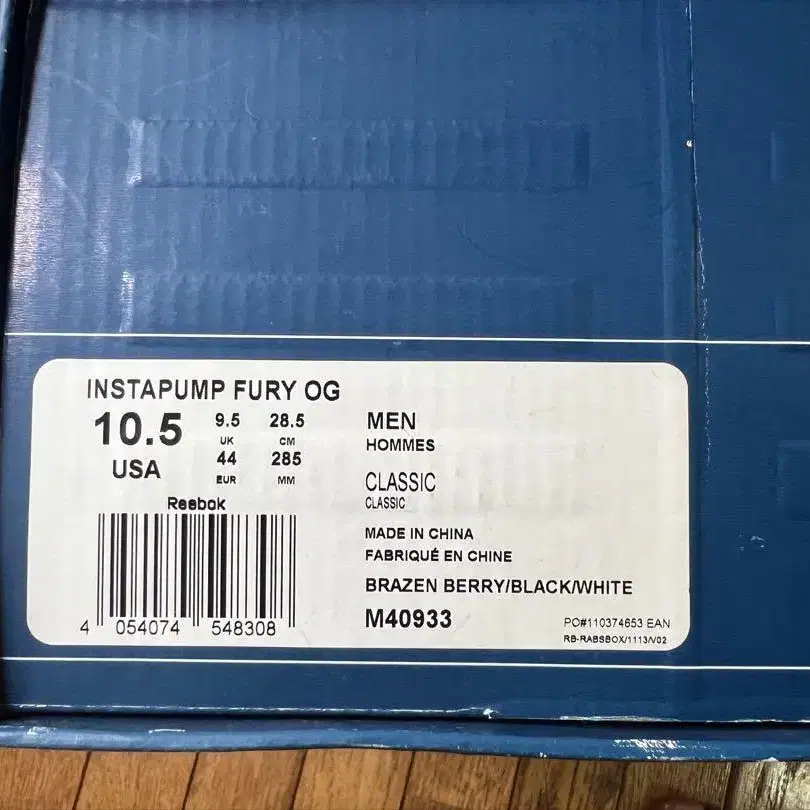 INSTAPUMP FURY OG
10.5 9.5 28.5
UK CM
USA 44 285
EUR MM
Reebok
4 054074 548308
MEN
HOMMES
CLASSIC
CLASSIC
MADE IN CHINA
FABRIQUÉ EN CHINE
BRAZEN BERRY/BLACK/WHITE
M40933
PO#110374653 EAN
RB-RABSBOX/1113/V02